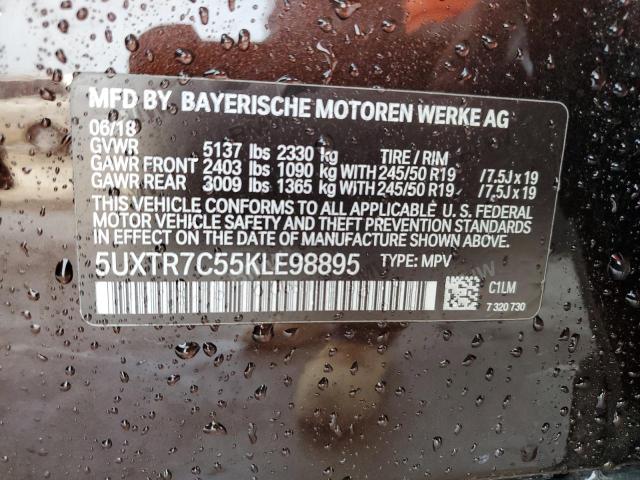 MFD BY BAYERISCHE MOTOREN WERKE AG
06/18
GVWR 5137 lbs 2330 kg TIRE / RIM
GAWR FRONT 2403 lbs 1090 kg WITH 245/50 R19 / 7.5J x 19
GAWR REAR 3009 lbs 1365 kg WITH 245/50 R19 / 7.5J x 19
THIS VEHICLE CONFORMS TO ALL APPLICABLE U. S. FEDERAL
MOTOR VEHICLE SAFETY STANDARDS IN EFFECT ON
THE DATE OF MANUFACTURE SHOWN ABOVE.
5UXTR7C55KLE98895 TYPE: MPV
C1LM
7 320 730